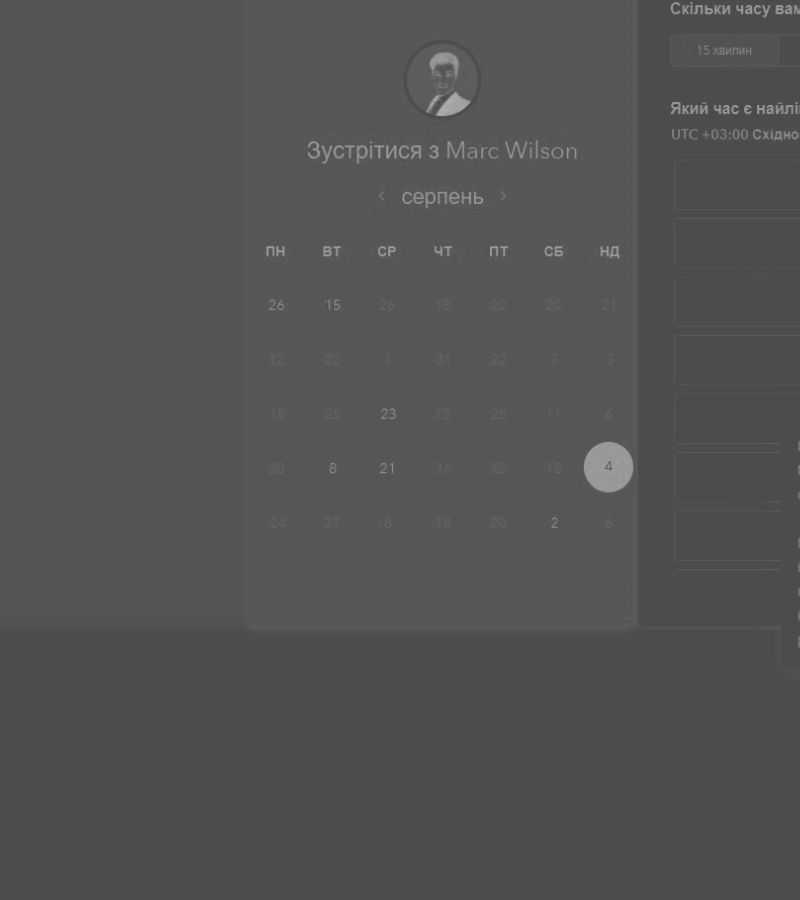 Скільки часу вам
15 хвилин
Який час є
UTC +03:00
Зустрітися з Marc Wilson
серпень
ПН ВТ СР ЧТ ПТ СБ НД
26 15 26 18 22 20 21
12 22 1 31 22 7 3
15 25 23 13 25 11 6
20 8 21 16 12 18 4
24 27 8 18 20 2 6